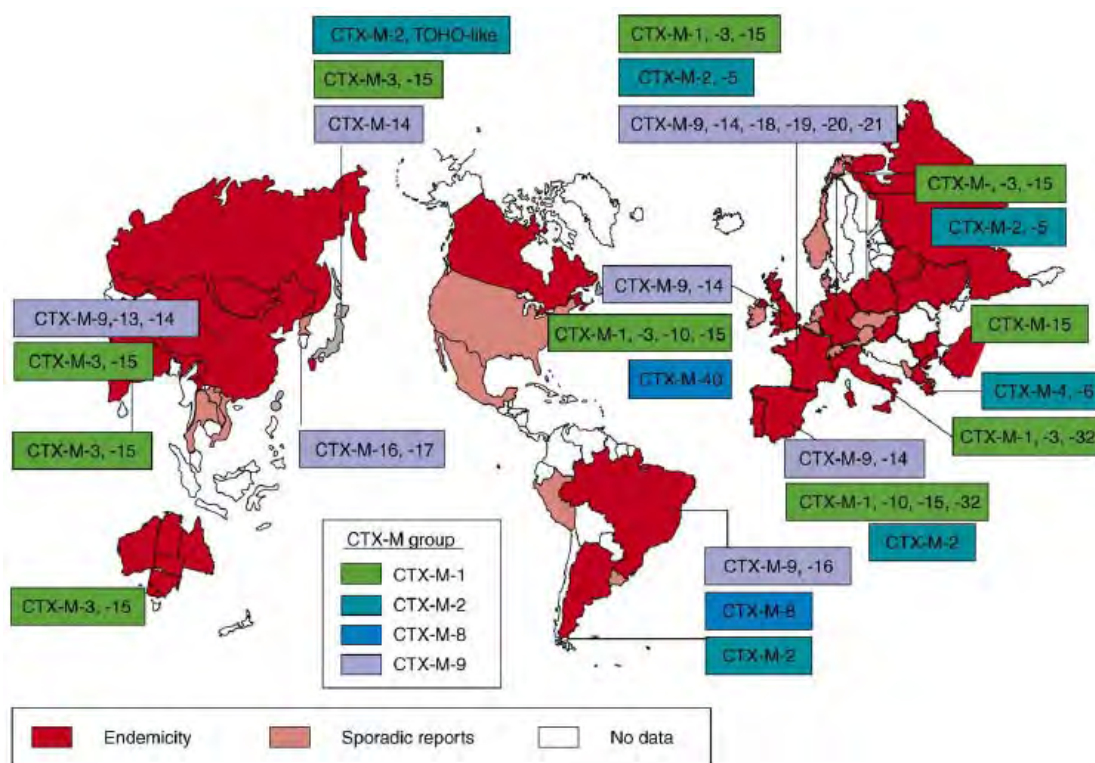 CTX-M-2, TOHO-like
CTX-M-3, -15
CTX-M-14
CTX-M-1, -3, -15
CTX-M-2, -5
CTX-M-9, -14, -18, -19, -20, -21
CTX-M-, -3, -15
CTX-M-2, -5
CTX-M-9,-13, -14
CTX-M-3, -15
CTX-M-3, -15
CTX-M-16, -17
CTX-M-3, -15
CTX-M-9, -14
CTX-M-1, -3, -10, -15
CTX-M-40
CTX-M-15
CTX-M-4, -6
CTX-M-1, -3, -32
CTX-M-9, -14
CTX-M-1, -10, -15, -32
CTX-M-2
CTX-M-9, -16
CTX-M-8
CTX-M-2
CTX-M group
CTX-M-1
CTX-M-2
CTX-M-8
CTX-M-9
Endemicity
Sporadic reports
No data